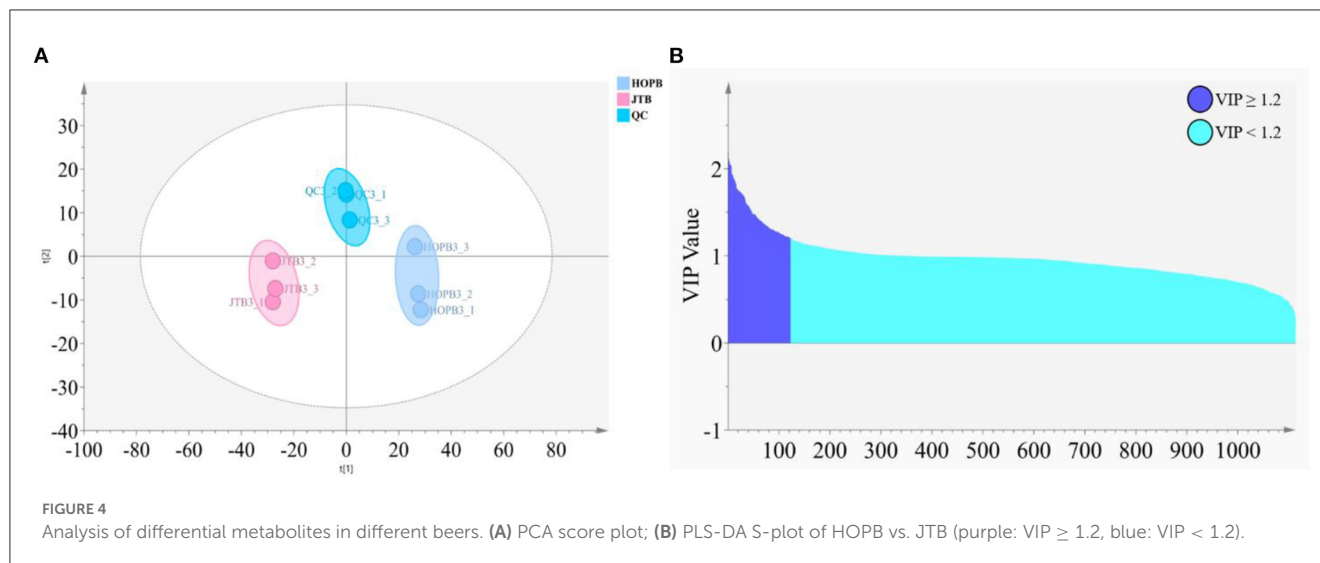 A
HOPB
JTB
QC
30
20
10
0
-10
-20
-30
-40
t[2]
QC3_2
QC3_1
QC3_3
HOPB3_3
JTB3_2
JTB3_3
JTB3_1
HOPB3_2
HOPB3_1
-100 -80 -60 -40 -20 0 20 40 60 80
t[1]
B
VIP ≥ 1.2
VIP < 1.2
VIP Value
2
1
0
-1
100 200 300 400 500 600 700 800 900 1000
FIGURE 4
Analysis of differential metabolites in different beers. (A) PCA score plot; (B) PLS-DA S-plot of HOPB vs. JTB (purple: VIP ≥ 1.2, blue: VIP < 1.2).